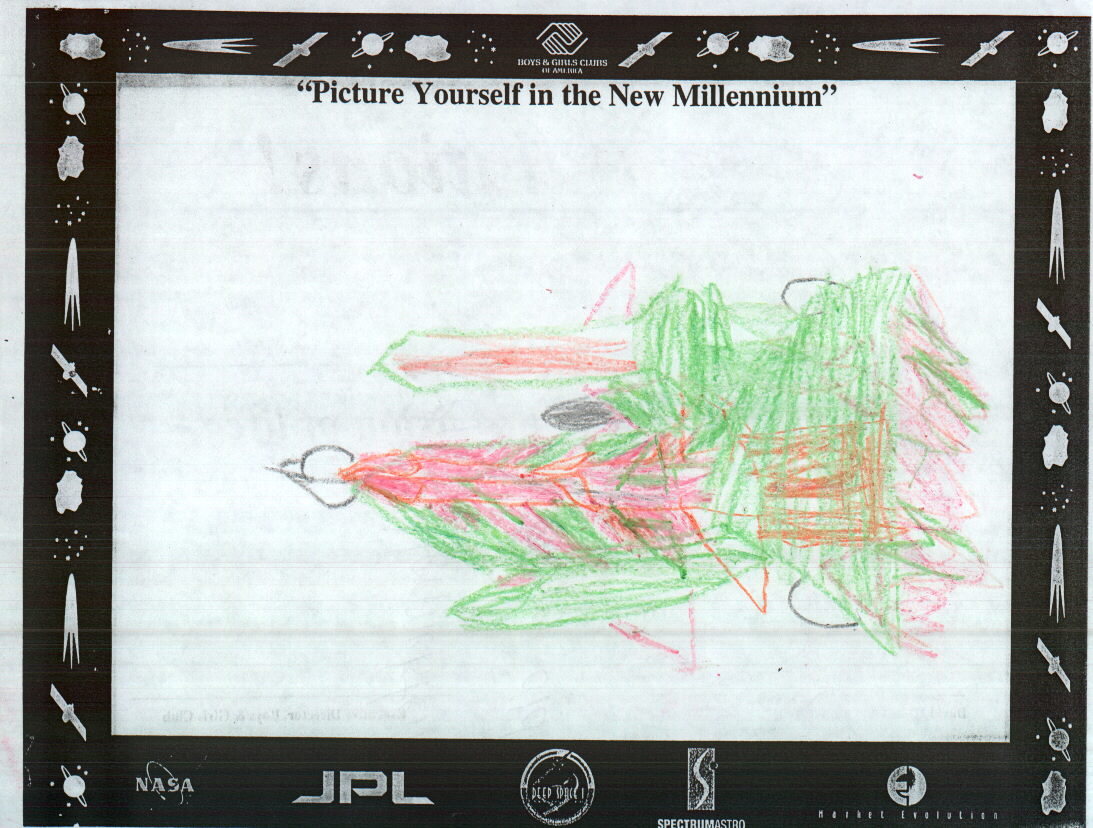 BOYS & GIRLS CLUBS
OF AMERICA
“Picture Yourself in the New Millennium”
NASA
JPL
DEEP SPACE 1
SPECTRUMASTRO
Market Evolution